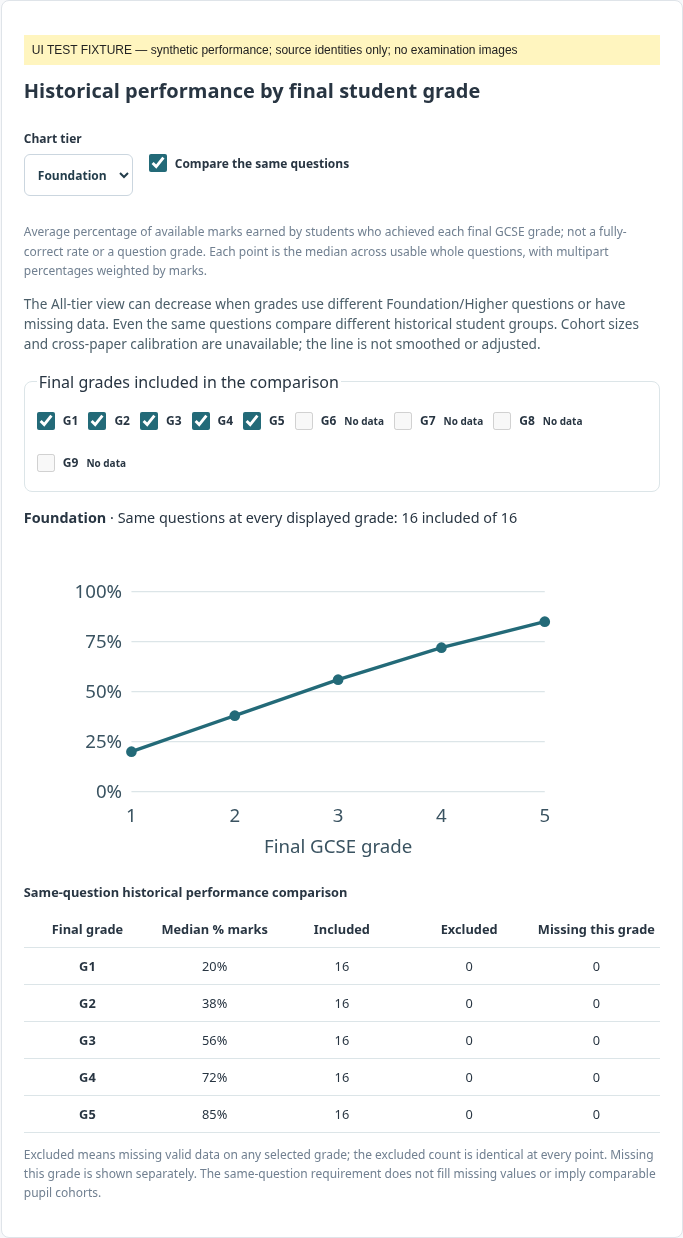 UI TEST FIXTURE — synthetic performance; source identities only; no examination images
Historical performance by final student grade
Chart tier
Foundation
Compare the same questions
Average percentage of available marks earned by students who achieved each final GCSE grade; not a fully-
correct rate or a question grade. Each point is the median across usable whole questions, with multipart
percentages weighted by marks.
The All-tier view can decrease when grades use different Foundation/Higher questions or have
missing data. Even the same questions compare different historical student groups. Cohort sizes
and cross-paper calibration are unavailable; the line is not smoothed or adjusted.
Final grades included in the comparison
G1 G2 G3 G4 G5 G6 No data G7 No data G8 No data
G9 No data
Foundation · Same questions at every displayed grade: 16 included of 16
100%
75%
50%
25%
0%
1 2 3 4 5
Final GCSE grade
Same-question historical performance comparison
Final grade Median % marks Included Excluded Missing this grade
G1 20% 16 0 0
G2 38% 16 0 0
G3 56% 16 0 0
G4 72% 16 0 0
G5 85% 16 0 0
Excluded means missing valid data on any selected grade; the excluded count is identical at every point. Missing
this grade is shown separately. The same-question requirement does not fill missing values or imply comparable
pupil cohorts.